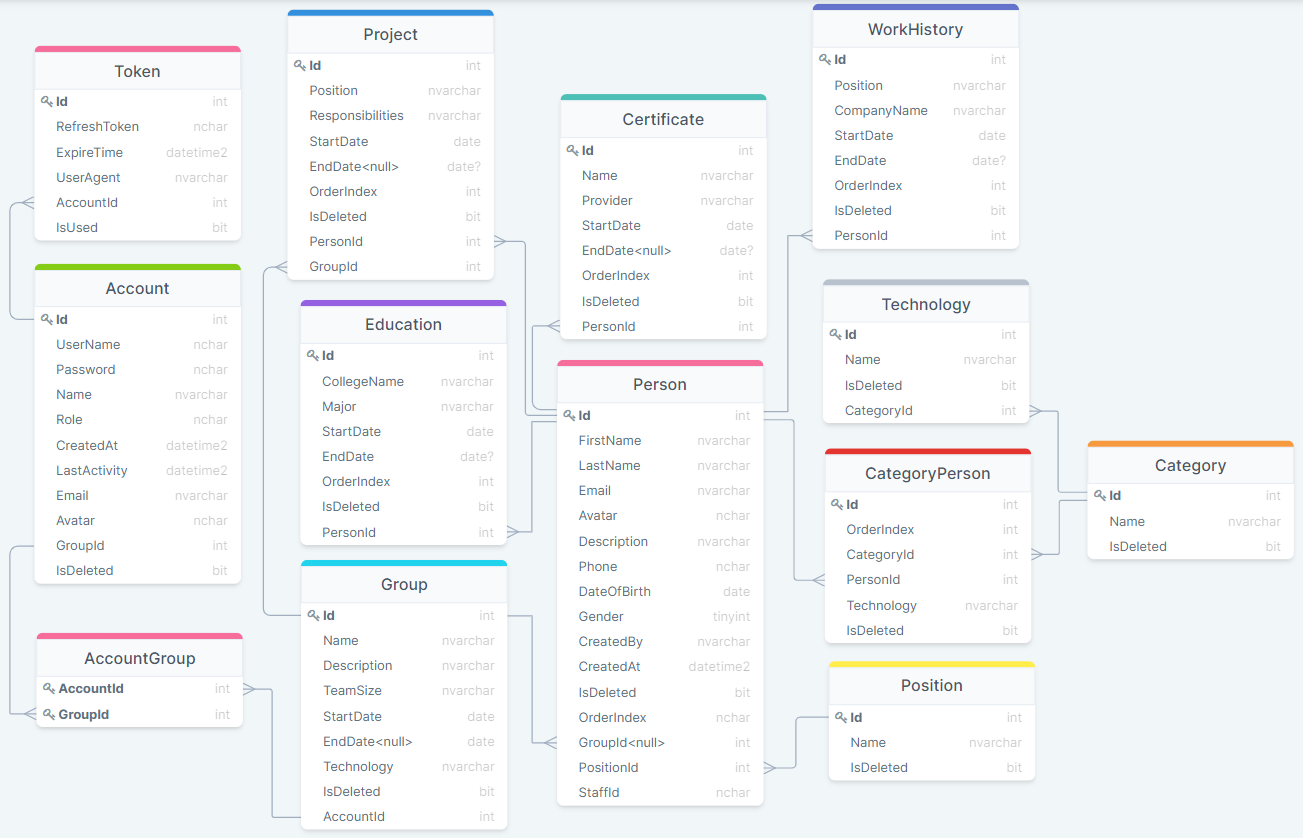 Token
Id int
RefreshToken nchar
ExpireTime datetime2
UserAgent nvarchar
AccountId int
IsUsed bit
Account
Id int
UserName nchar
Password nchar
Name nvarchar
Role nchar
CreatedAt datetime2
LastActivity datetime2
Email nvarchar
Avatar nchar
GroupId int
IsDeleted bit
AccountGroup
AccountId int
GroupId int
Project
Id int
Position nvarchar
Responsibilities nvarchar
StartDate date
EndDate<null> date?
OrderIndex int
IsDeleted bit
PersonId int
GroupId int
Education
Id int
CollegeName nvarchar
Major nvarchar
StartDate date
EndDate date?
OrderIndex int
IsDeleted bit
PersonId int
Group
Id int
Name nvarchar
Description nvarchar
TeamSize nvarchar
StartDate date
EndDate<null> date
Technology nvarchar
IsDeleted bit
AccountId int
Certificate
Id int
Name nvarchar
Provider nvarchar
StartDate date
EndDate<null> date?
OrderIndex int
IsDeleted bit
PersonId int
Person
Id int
FirstName nvarchar
LastName nvarchar
Email nvarchar
Avatar nchar
Description nvarchar
Phone nchar
DateOfBirth date
Gender tinyint
CreatedBy nvarchar
CreatedAt datetime2
IsDeleted bit
OrderIndex nchar
GroupId<null> int
PositionId int
StaffId nchar
WorkHistory
Id int
Position nvarchar
CompanyName nvarchar
StartDate date
EndDate date?
OrderIndex int
IsDeleted bit
PersonId int
Technology
Id int
Name nvarchar
IsDeleted bit
CategoryId int
CategoryPerson
Id int
OrderIndex int
CategoryId int
PersonId int
Technology nvarchar
IsDeleted bit
Position
Id int
Name nvarchar
IsDeleted bit
Category
Id int
Name nvarchar
IsDeleted bit